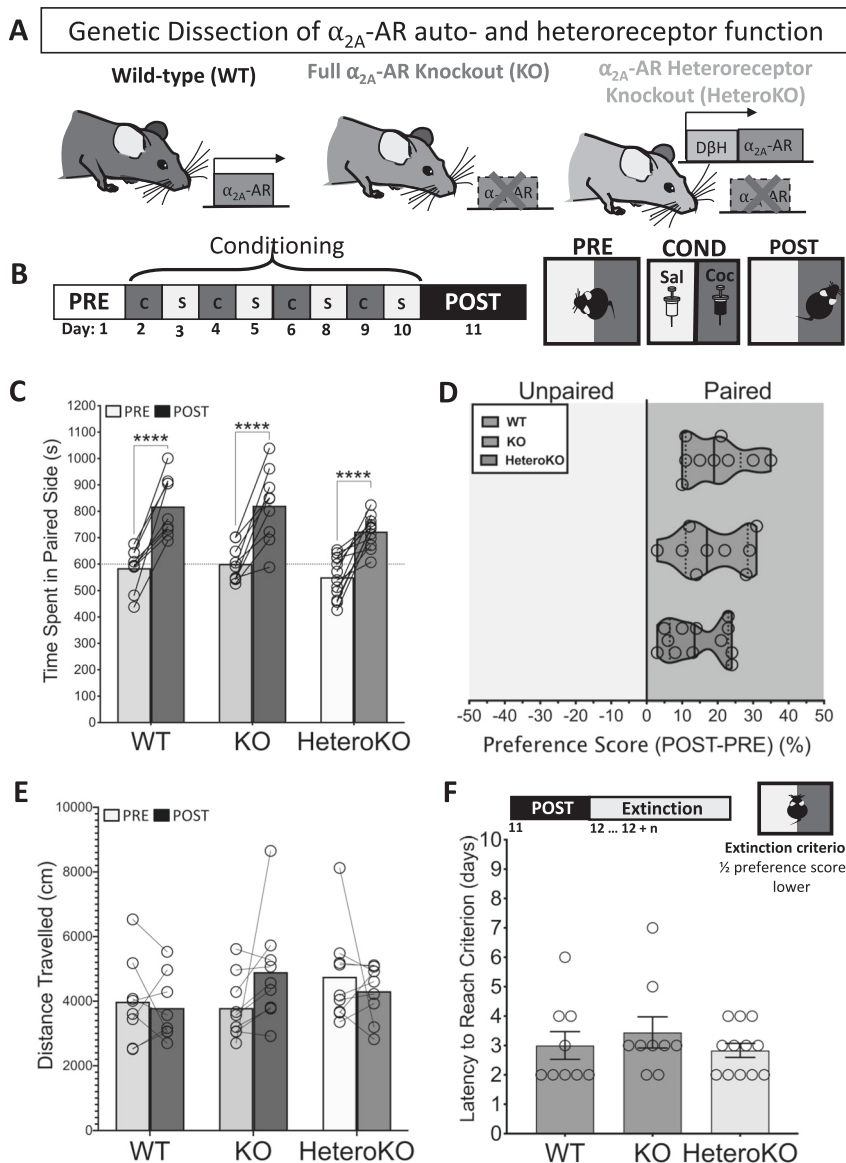 A
Genetic Dissection of α2A-AR auto- and heteroreceptor function
Wild-type (WT)
Full α2A-AR Knockout (KO)
α2A-AR Heteroreceptor
Knockout (HeteroKO)
α2A-AR
DβH
α2A-AR
B
Conditioning
PRE C S C S C S C S POST
Day: 1 2 3 4 5 6 8 9 10 11
PRE COND POST
Sal Coc
C
PRE POST
Time Spent in Paired Side (s)
1200
1100
1000
900
800
700
600
500
400
300
200
100
0
**** **** ****
WT KO HeteroKO
D
Unpaired Paired
WT
KO
HeteroKO
-50 -40 -30 -20 -10 0 10 20 30 40 50
Preference Score (POST-PRE) (%)
E
PRE POST
Distance Travelled (cm)
10000
8000
6000
4000
2000
0
WT KO HeteroKO
F
POST Extinction
11 12 ... 12 + n
Extinction criterio
½ preference score
lower
Latency to Reach Criterion (days)
10
9
8
7
6
5
4
3
2
1
0
WT KO HeteroKO